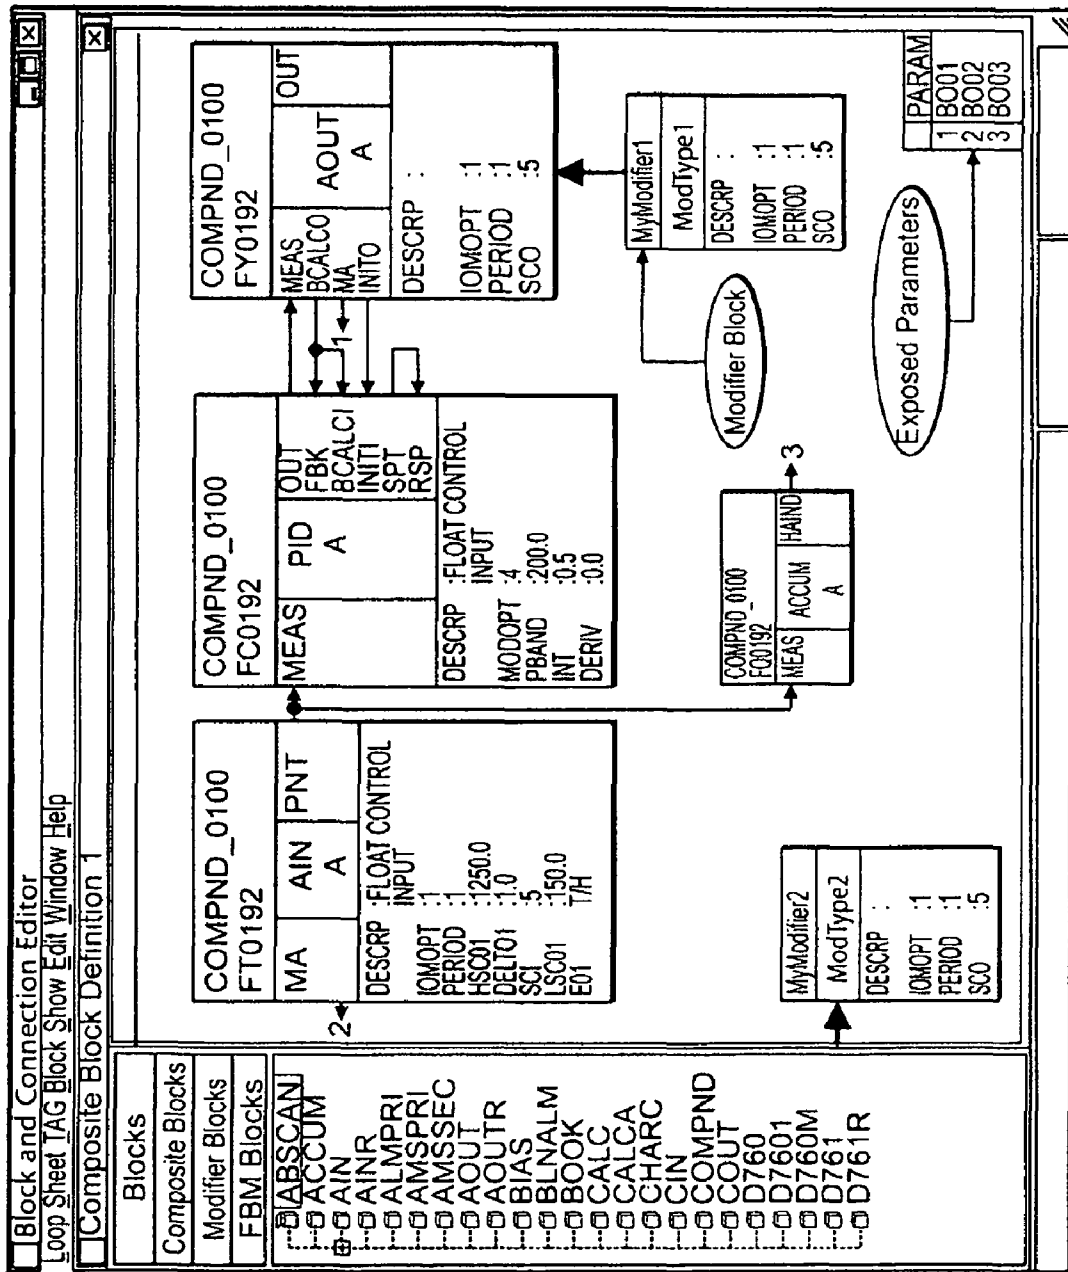 Block and Connection Editor
Loop Sheet TAG Block Show Edit Window Help
Composite Block Definition 1
Blocks
Composite Blocks
Modifier Blocks
FBM Blocks
ABSCAN
ACCUM
AIN
AINR
ALMPRI
AMSPRI
AMSSEC
AOUT
AOUTR
BIAS
BLNALM
BOOK
CALC
CALCA
CHARC
CIN
COMPND
COUT
D760
D7601
D760M
D761
D761R
COMPND_0100
FT0192
MA AIN PNT
A
DESCRP :FLOAT CONTROL
INPUT
IOMOPT :1
PERIOD :1
HSC01 :1250.0
DELT01 :1.0
SCI :5
LSC01 :150.0
E01 T/H
2
COMPND_0100
FC0192
MEAS PID OUT
A FBK
BCALCI
INITI
SPT
RSP
DESCRP :FLOAT CONTROL
INPUT
MODOPT :4
PBAND :200.0
INT :0.5
DERIV :0.0
COMPND_0100
FY0192
MEAS AOUT OUT
BCALCO A
MA
INITO
DESCRP :
IOMOPT :1
PERIOD :1
SCO :5
1
MyModifier2
ModType2
DESCRP :
IOMOPT :1
PERIOD :1
SCO :5
COMPND_0100
FQ0192
MEAS ACCUM HAIND
A
3
Modifier Block
MyModifier1
ModType1
DESCRP :
IOMOPT :1
PERIOD :1
SCO :5
Exposed Parameters
PARAM
1 BO01
2 BO02
3 BO03